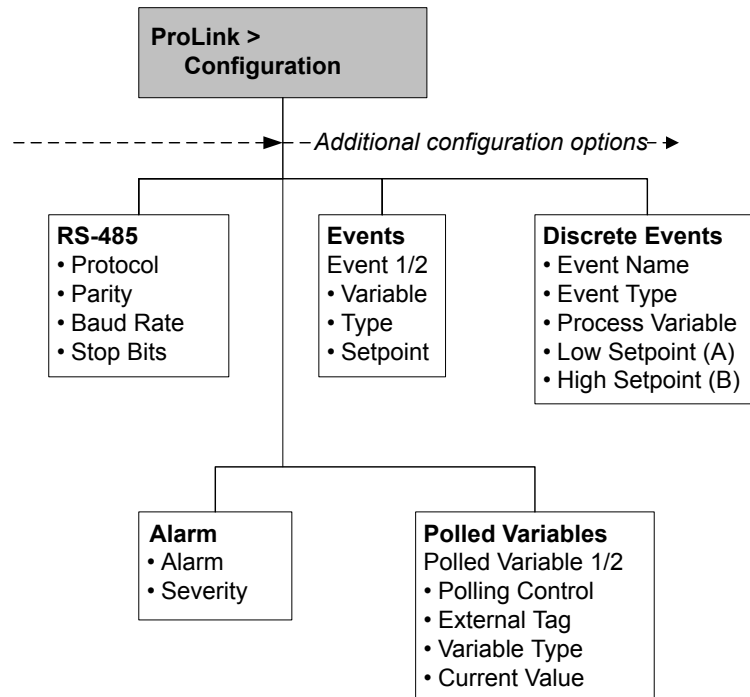 ProLink >
Configuration
Additional configuration options
RS-485
• Protocol
• Parity
• Baud Rate
• Stop Bits
Events
Event 1/2
• Variable
• Type
• Setpoint
Discrete Events
• Event Name
• Event Type
• Process Variable
• Low Setpoint (A)
• High Setpoint (B)
Alarm
• Alarm
• Severity
Polled Variables
Polled Variable 1/2
• Polling Control
• External Tag
• Variable Type
• Current Value